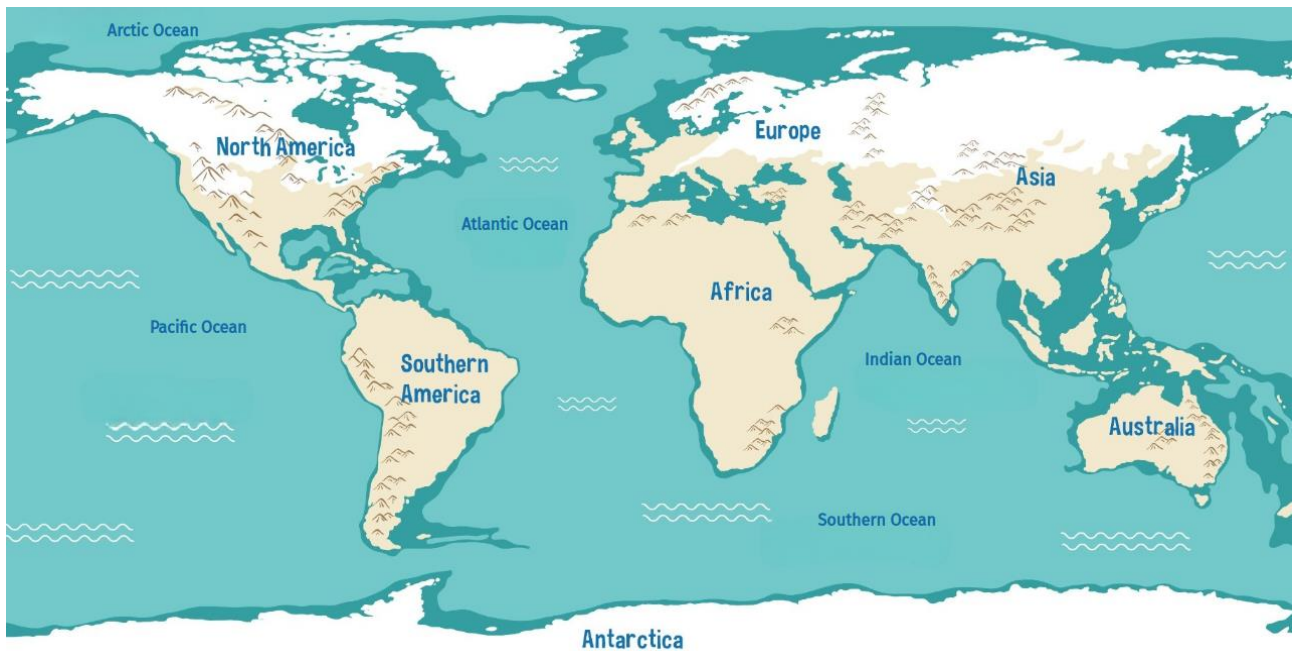 Arctic Ocean
North America
Europe
Asia
Atlantic Ocean
Africa
Pacific Ocean
Indian Ocean
Southern
America
Australia
Southern Ocean
Antarctica